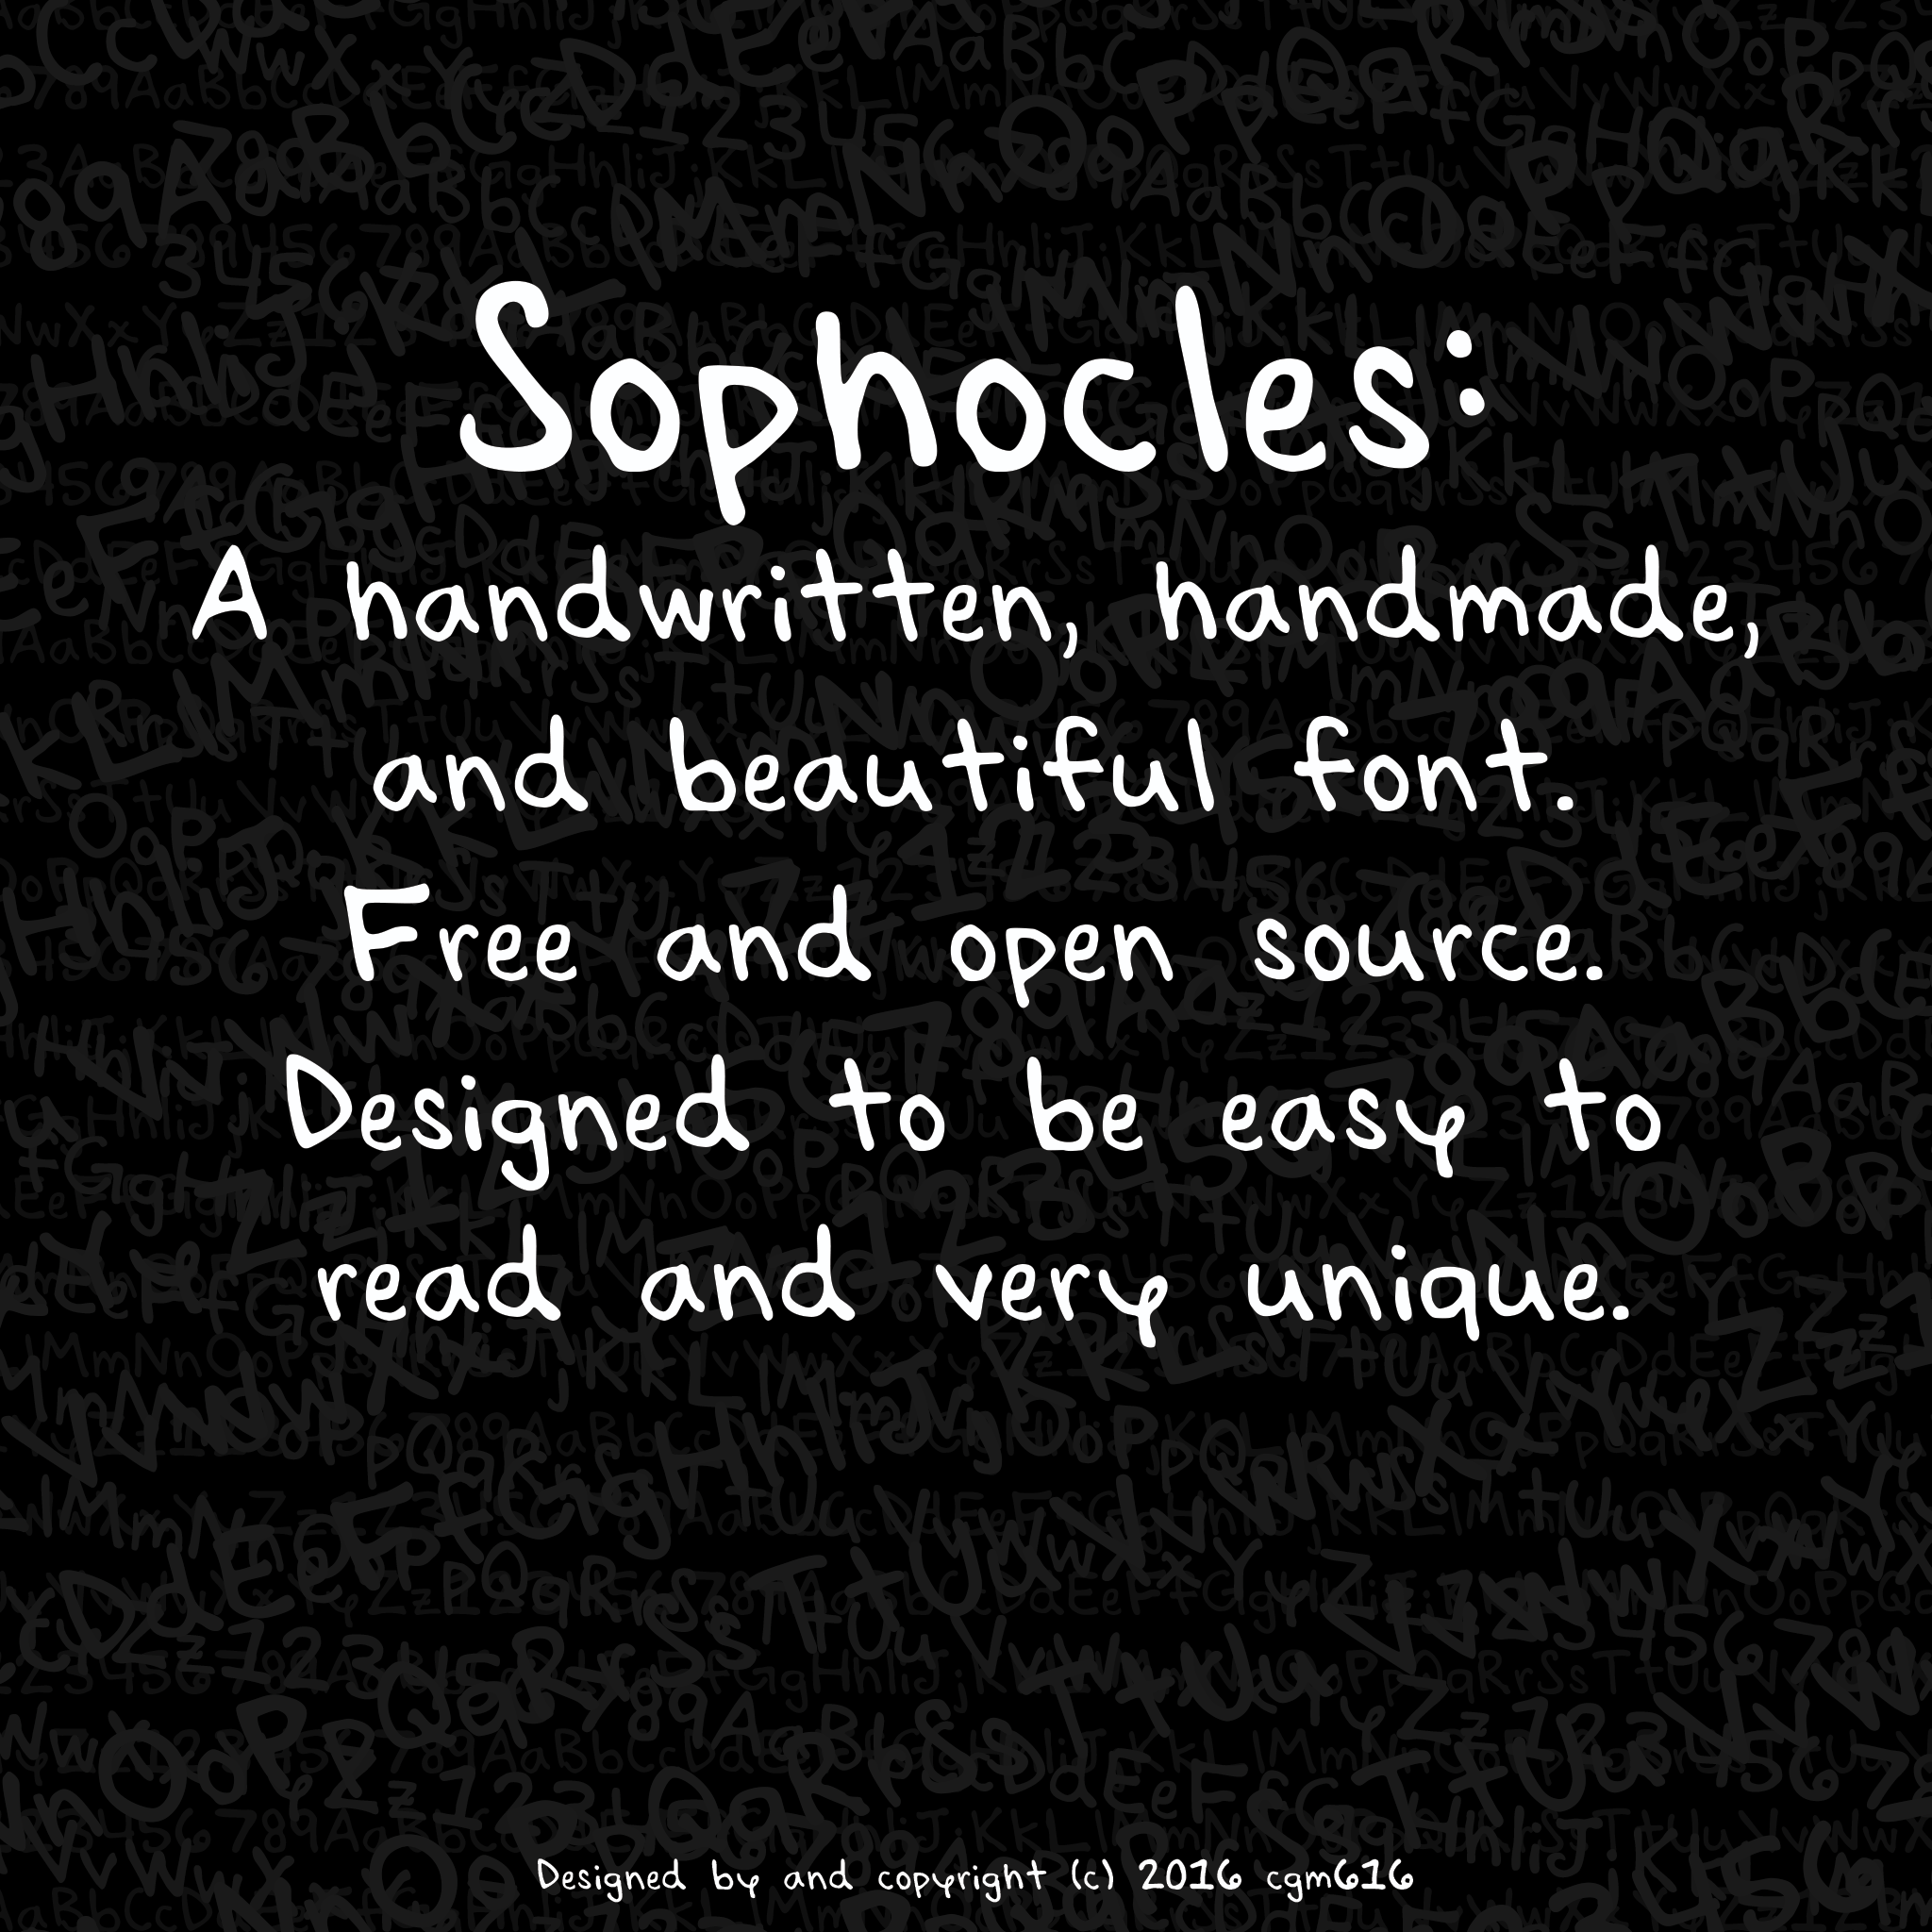 Sophocles:
A handwritten, handmade,
and beautiful font.
Free and open source.
Designed to be easy to
read and very unique.
Designed by and copyright (c) 2016 cgm616